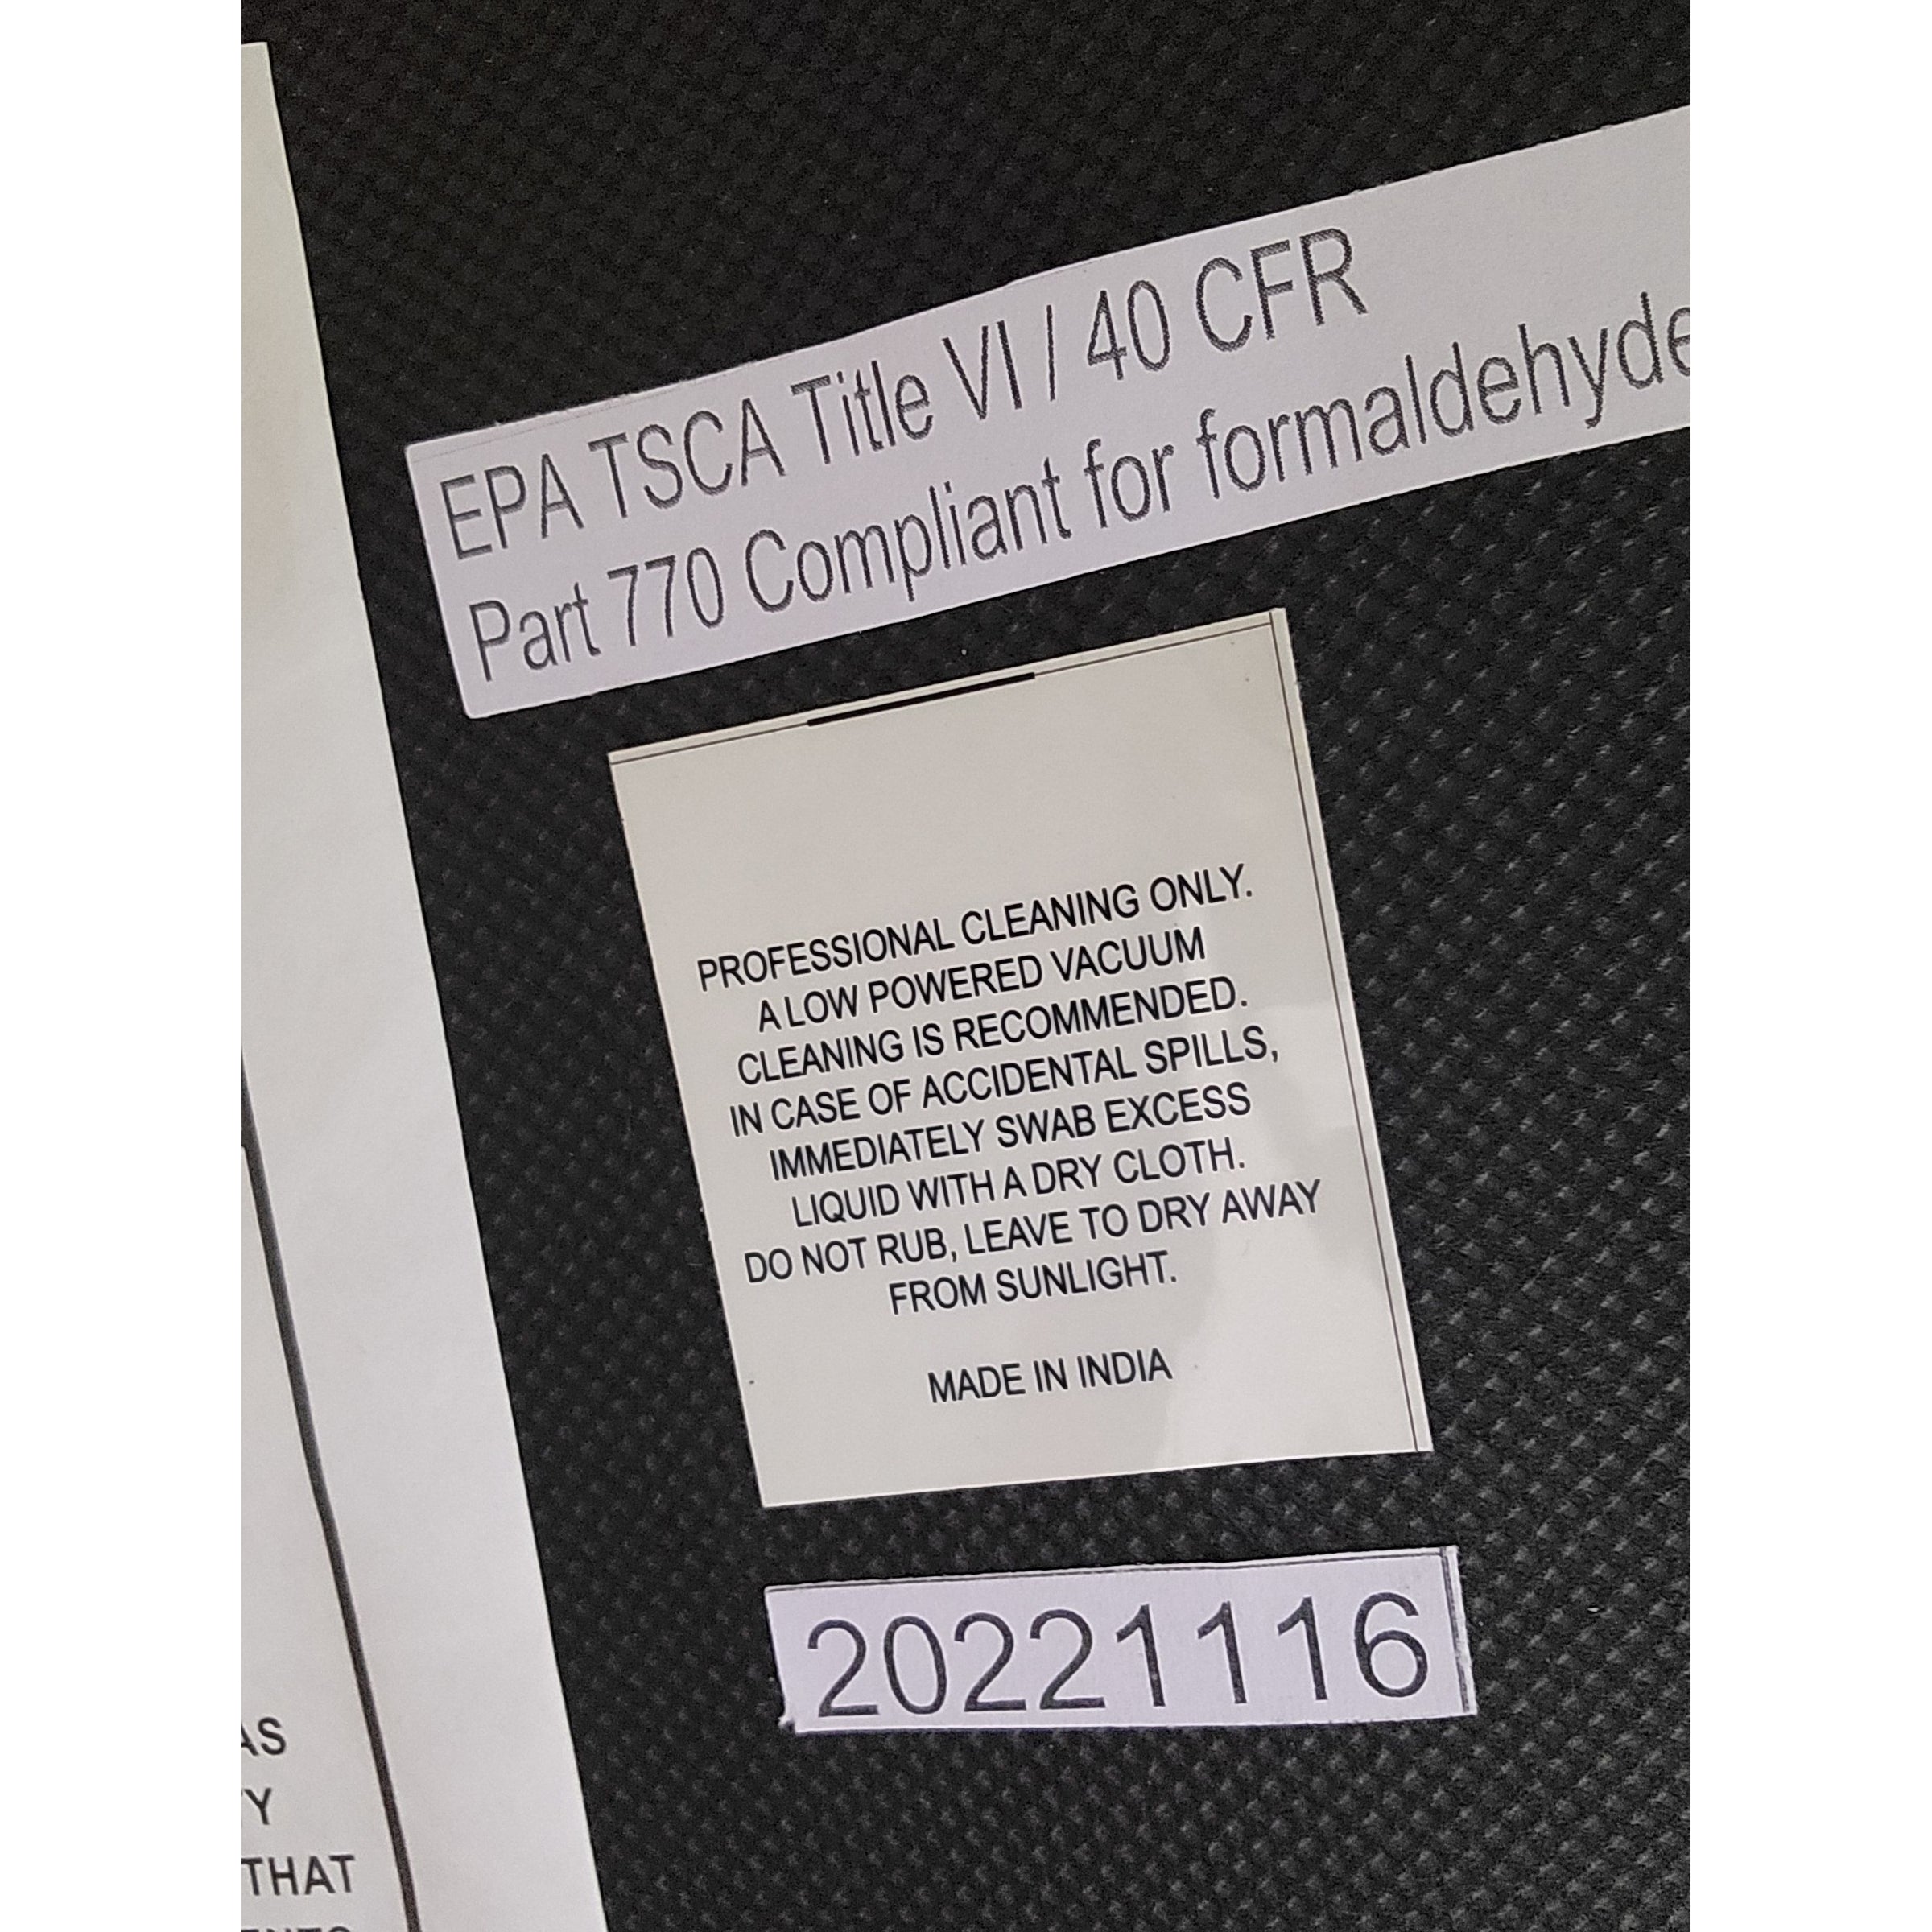 EPA TSCA Title VI / 40 CFR
Part 770 Compliant for formaldehyde
PROFESSIONAL CLEANING ONLY.
A LOW POWERED VACUUM
CLEANING IS RECOMMENDED.
IN CASE OF ACCIDENTAL SPILLS,
IMMEDIATELY SWAB EXCESS
LIQUID WITH A DRY CLOTH.
DO NOT RUB, LEAVE TO DRY AWAY
FROM SUNLIGHT.
MADE IN INDIA
20221116
THAT